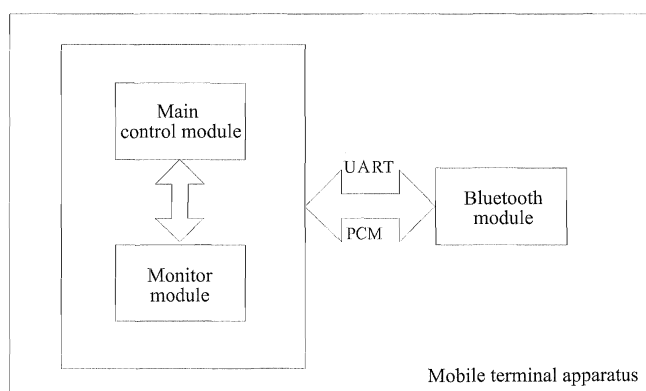 Main
control module
UART
Bluetooth
module
PCM
Monitor
module
Mobile terminal apparatus